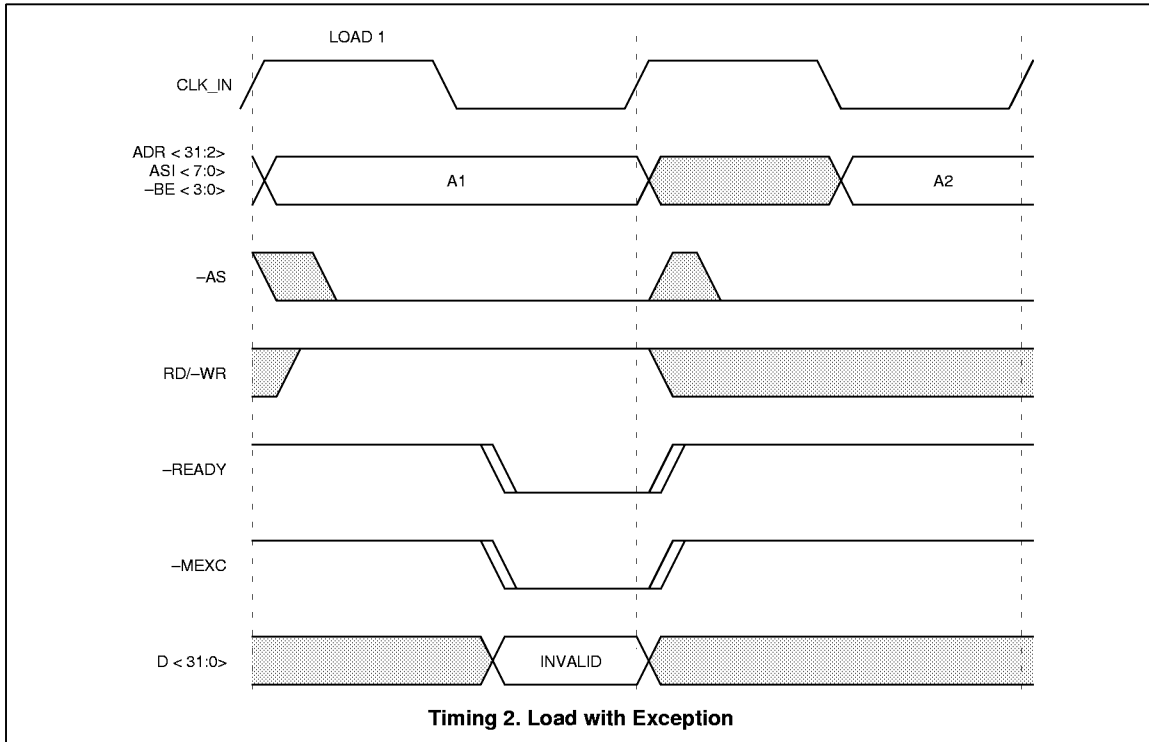 LOAD 1
CLK_IN
ADR < 31:2>
ASI < 7:0>
–BE < 3:0>
A1
A2
–AS
RD/–WR
–READY
–MEXC
D < 31:0>
INVALID
Timing 2. Load with Exception